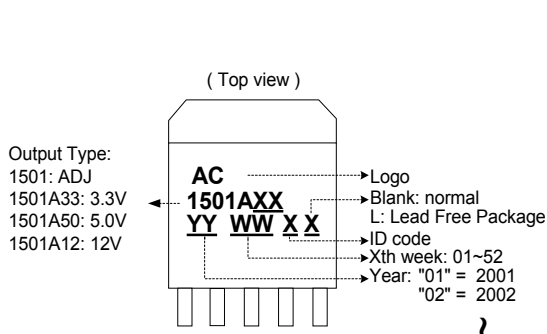 ( Top view )
Output Type:
1501: ADJ
1501A33: 3.3V
1501A50: 5.0V
1501A12: 12V
AC
1501AXX
YY WW X X
Logo
Blank: normal
L: Lead Free Package
ID code
Xth week: 01~52
Year: "01" = 2001
"02" = 2002
~